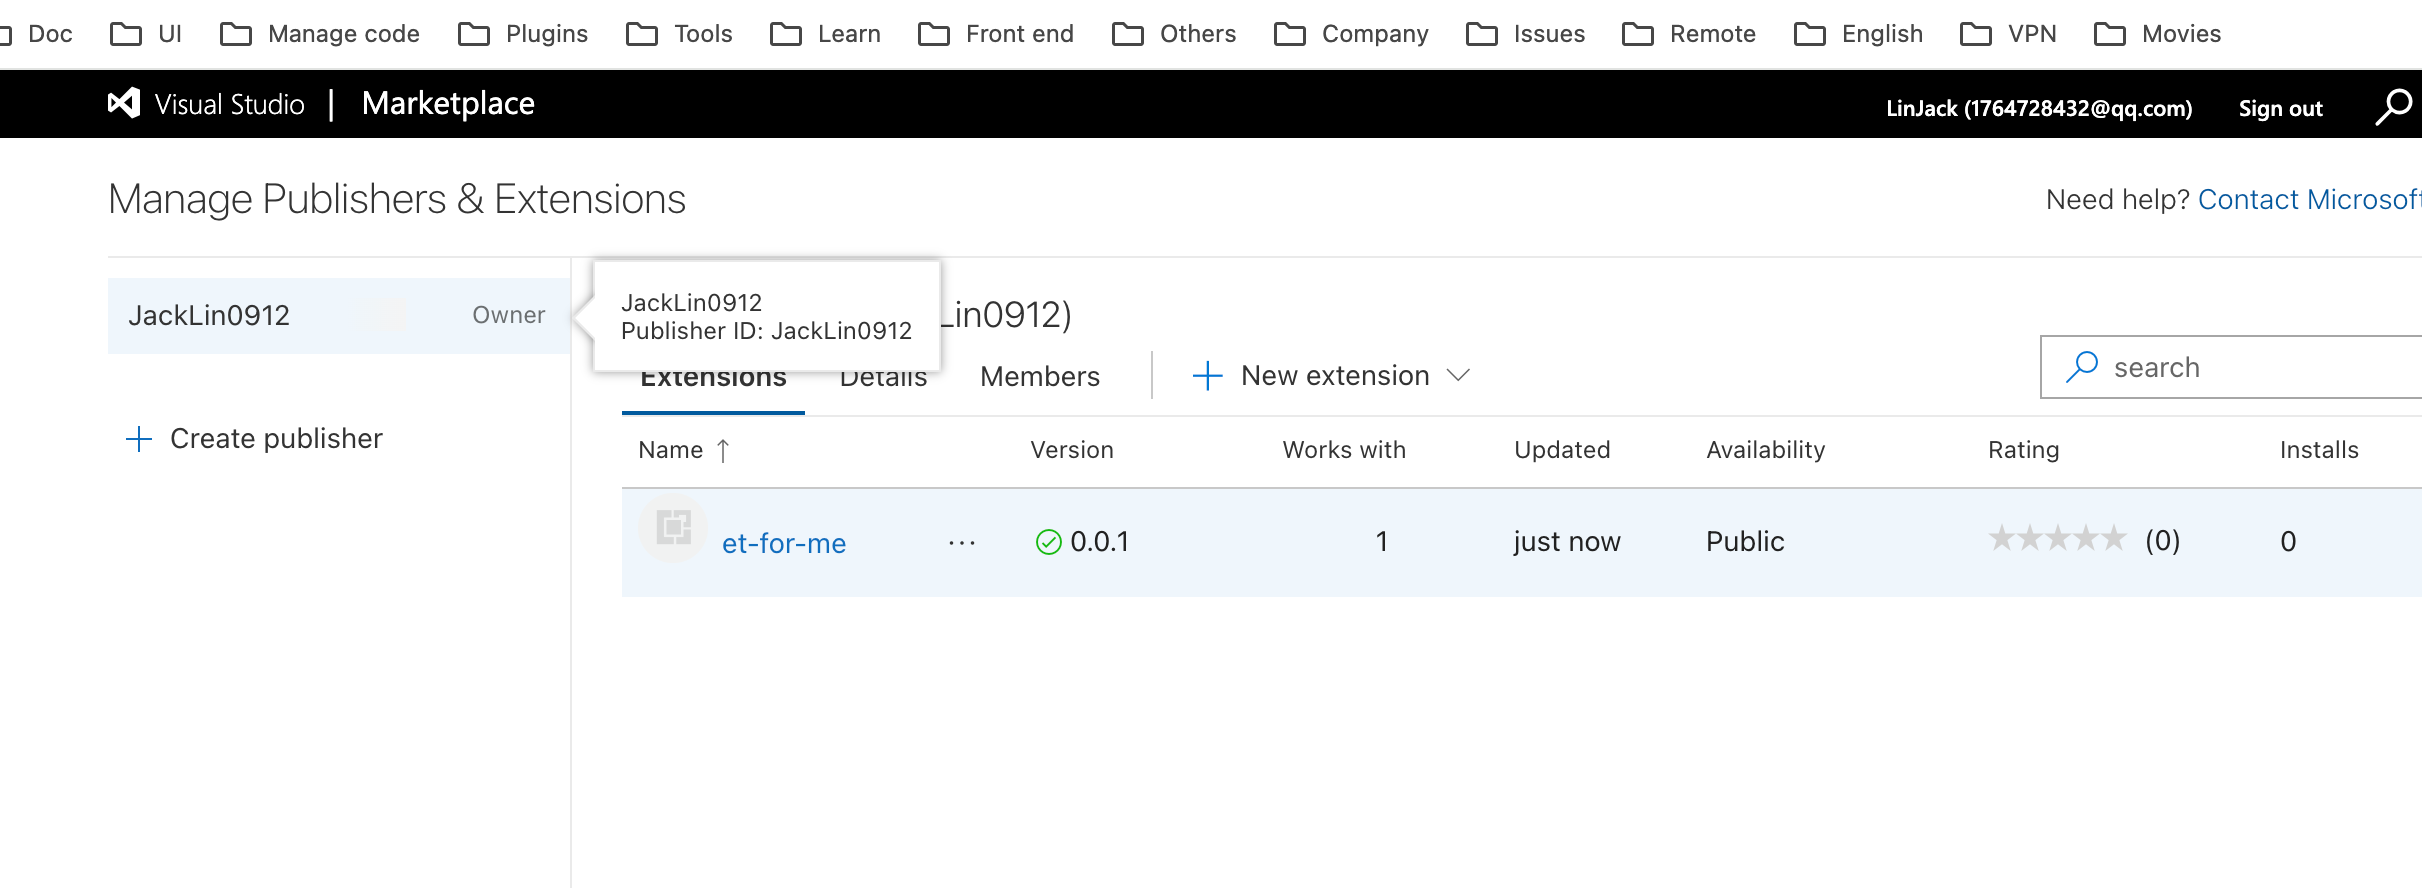 Doc UI Manage code Plugins Tools Learn Front end Others Company Issues Remote English VPN Movies
Visual Studio | Marketplace LinJack (1764728432@qq.com) Sign out
Manage Publishers & Extensions Need help? Contact Microsoft
JackLin0912 Owner
JackLin0912
Publisher ID: JackLin0912
Lin0912)
Extensions Details Members New extension search
Create publisher
Name ↑ Version Works with Updated Availability Rating Installs
et-for-me ... 0.0.1 1 just now Public (0) 0